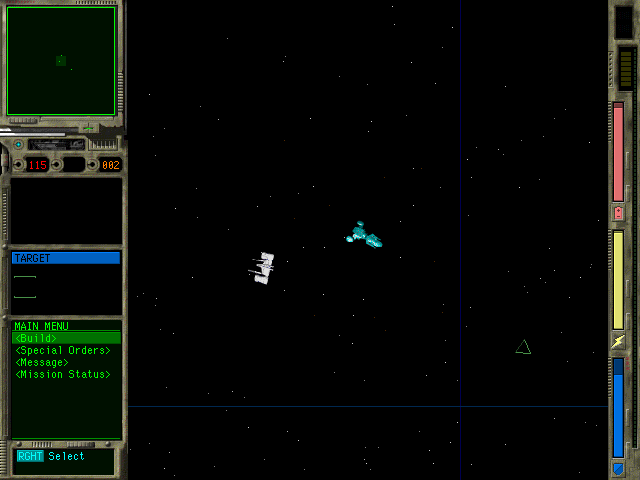 115
002
TARGET
MAIN MENU
<Build>
<Special Orders>
<Message>
<Mission Status>
RGHT Select